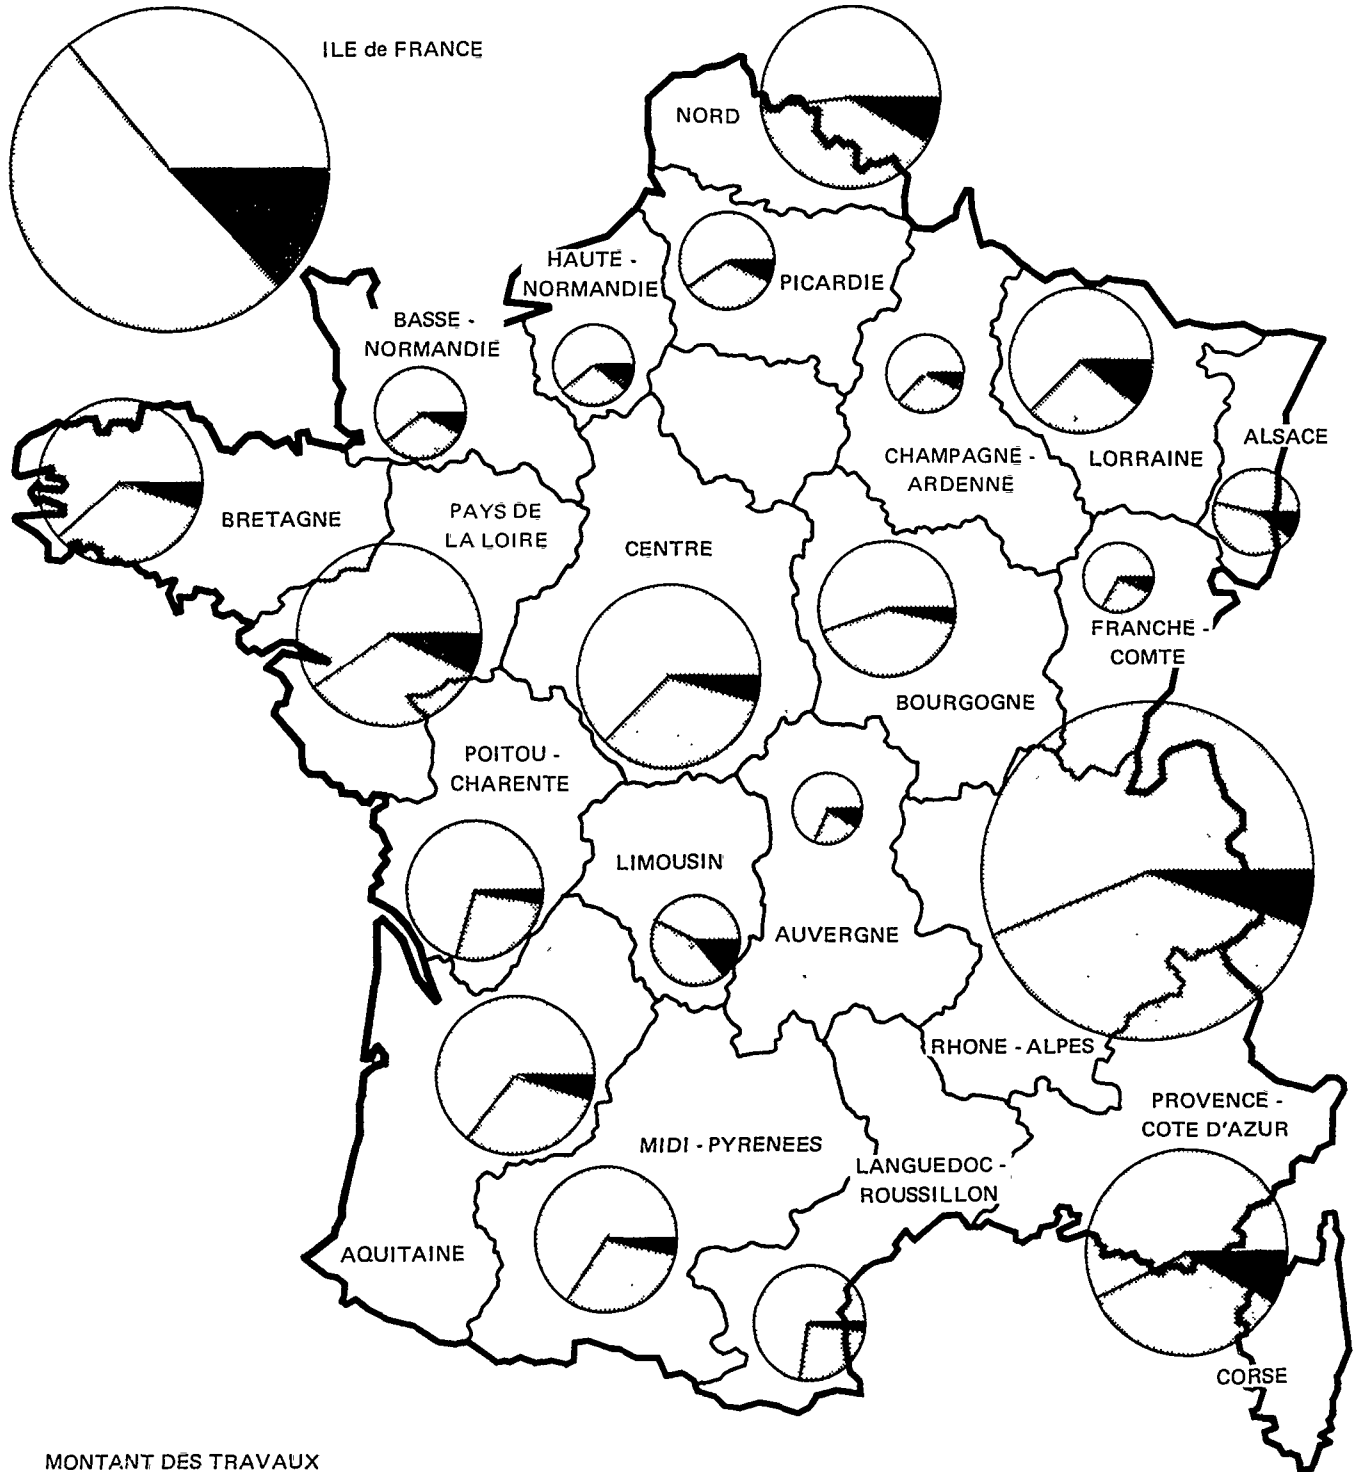 ILE de FRANCE
NORD
HAUTE -
NORMANDIE
PICARDIE
BASSE -
NORMANDIE
CHAMPAGNE -
ARDENNE
LORRAINE
ALSACE
BRETAGNE
PAYS DE
LA LOIRE
CENTRE
FRANCHE -
COMTE
BOURGOGNE
POITOU -
CHARENTE
LIMOUSIN
AUVERGNE
RHONE - ALPES
PROVENCE -
COTE D'AZUR
MIDI - PYRENEES
LANGUEDOC -
ROUSSILLON
AQUITAINE
CORSE
MONTANT DES TRAVAUX